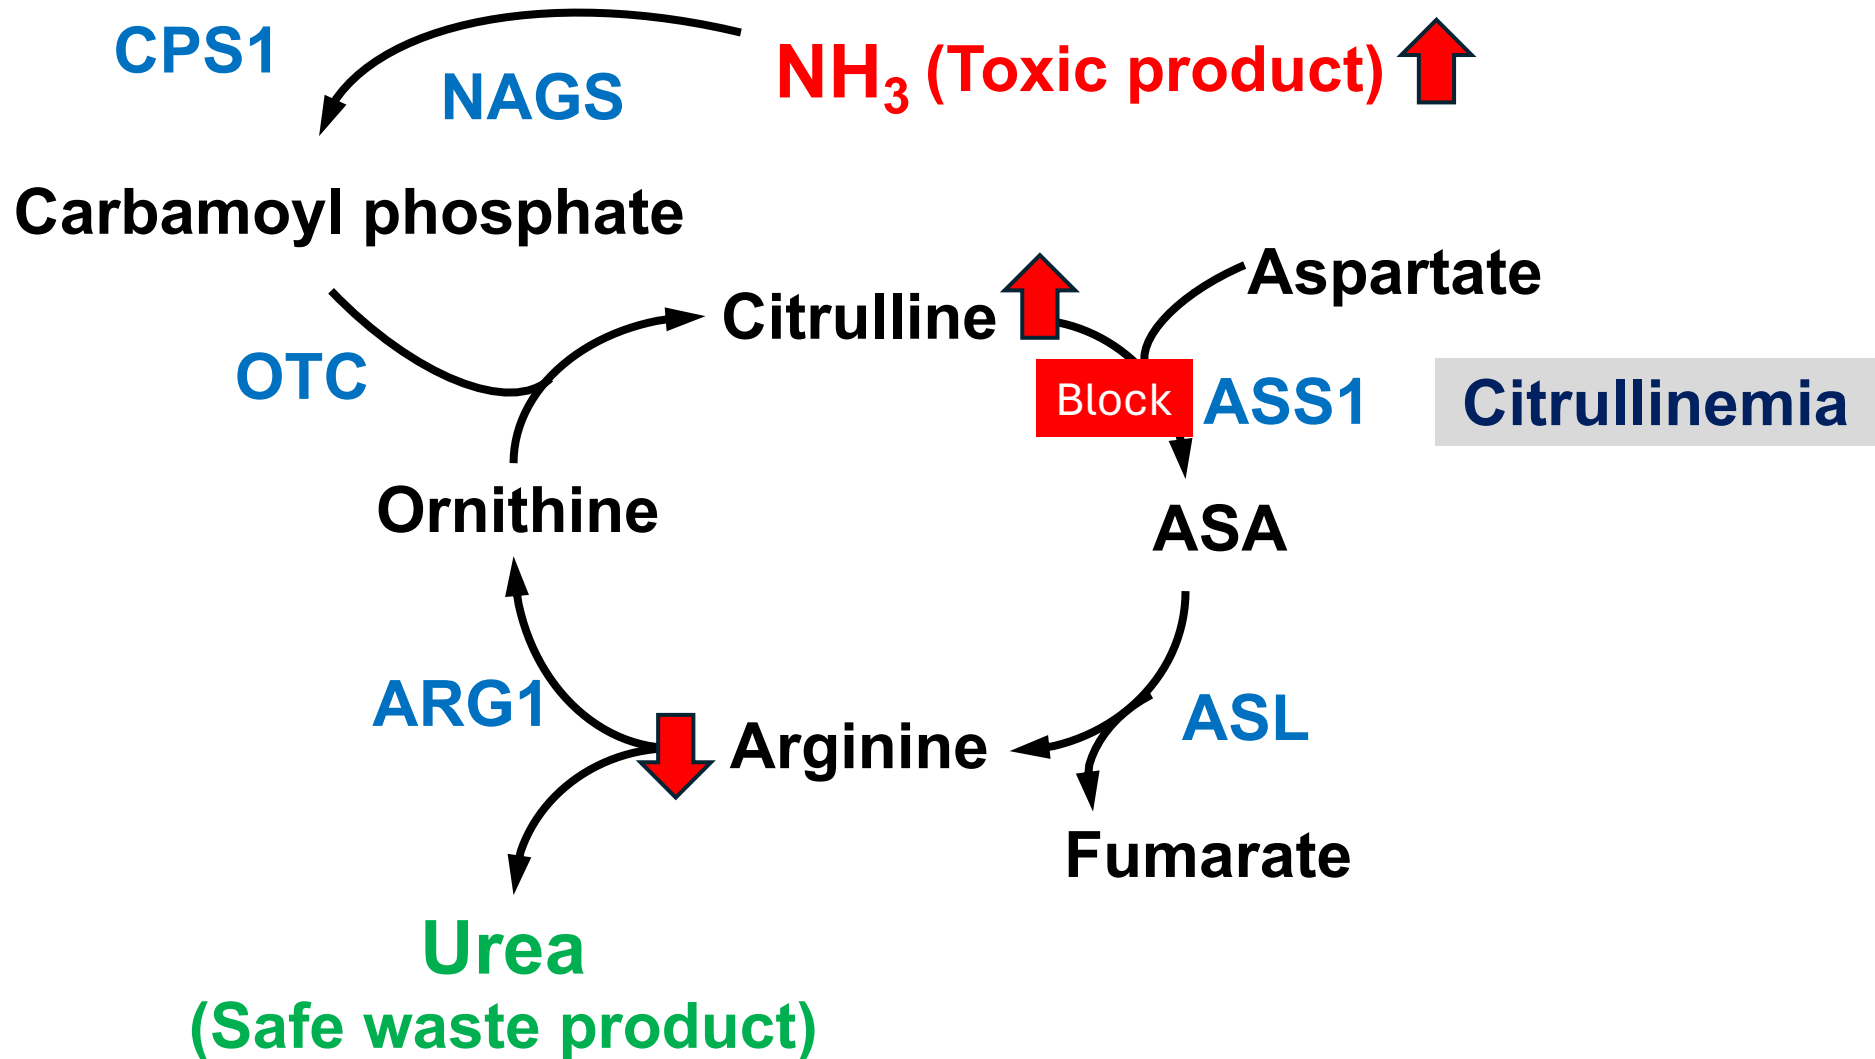 CPS1
NAGS
NH3 (Toxic product)
Carbamoyl phosphate
Citrulline
Aspartate
OTC
Block
ASS1
Citrullinemia
Ornithine
ASA
ARG1
Arginine
ASL
Fumarate
Urea
(Safe waste product)